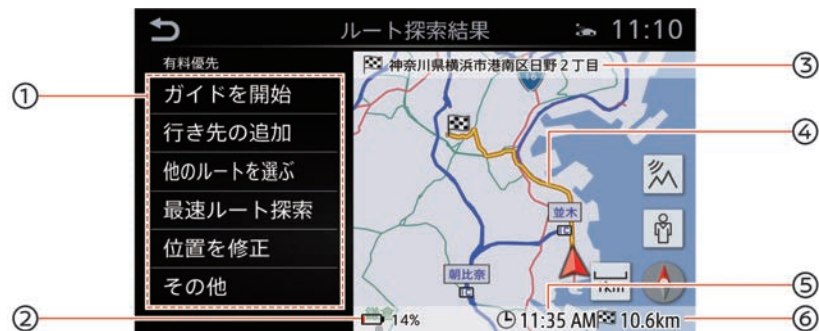 ルート探索結果
11:10
有料優先
神奈川県横浜市港南区日野2丁目
①
ガイドを開始
③
行き先の追加
④
他のルートを選ぶ
最速ルート探索
並木
IC
位置を修正
朝比奈
IC
その他
1km
⑤
②
14%
11:35 AM
10.6km
⑥